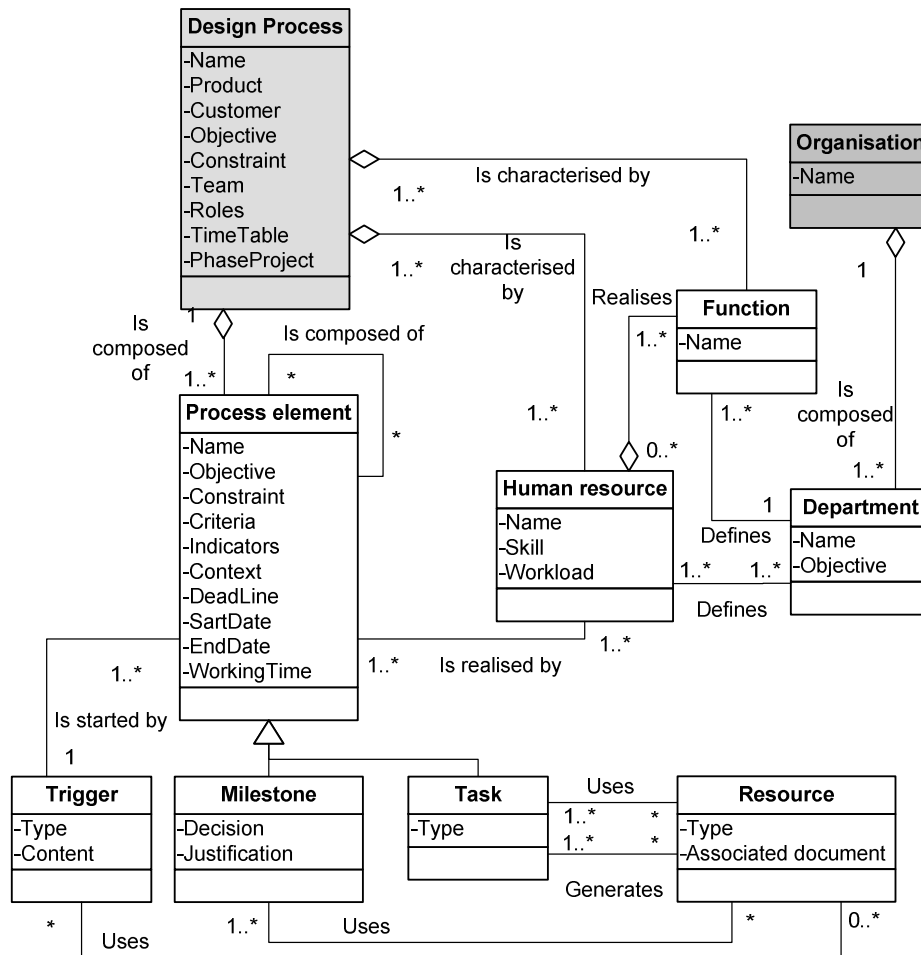 Design Process
-Name
-Product
-Customer
-Objective
-Constraint
-Team
-Roles
-TimeTable
-PhaseProject
Organisation
-Name
Is characterised by
1..*
1..*
1..*
Is
characterised
by
1..*
1
Is
composed
of
1..*
1
Is composed of
*
*
Realises
1..*
0..*
Function
-Name
1..*
1
Defines
Is
composed
of
1..*
Process element
-Name
-Objective
-Constraint
-Criteria
-Indicators
-Context
-DeadLine
-SartDate
-EndDate
-WorkingTime
Human resource
-Name
-Skill
-Workload
Department
-Name
-Objective
1..*
1..*
Defines
1..*
1..*
Is realised by
1..*
Is started by
1
Trigger
-Type
-Content
Milestone
-Decision
-Justification
Task
-Type
Uses
1..*
*
1..*
*
Generates
Resource
-Type
-Associated document
*
Uses
1..*
Uses
*
0..*